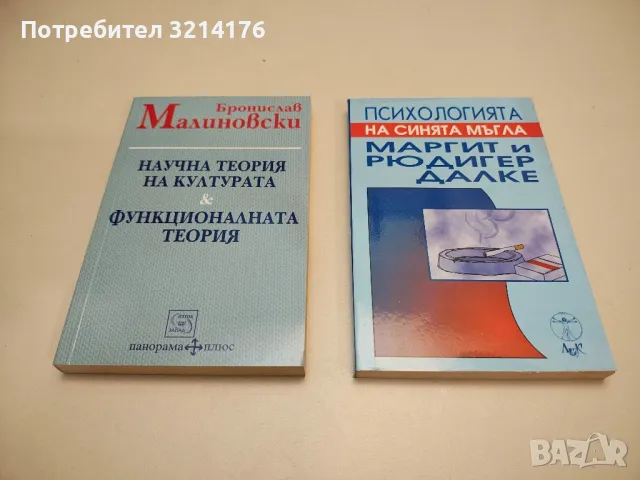 Потребител 3214176
Бронислав
Малиновски
НАУЧНА ТЕОРИЯ
НА КУЛТУРАТА
&
ФУНКЦИОНАЛНАТА
ТЕОРИЯ
панорама плюс
ПСИХОЛОГИЯТА
НА СИНЯТА МЪГЛА
МАРГИТ и
РЮДИГЕР
ДАЛКЕ
ЛИК
BAZAR